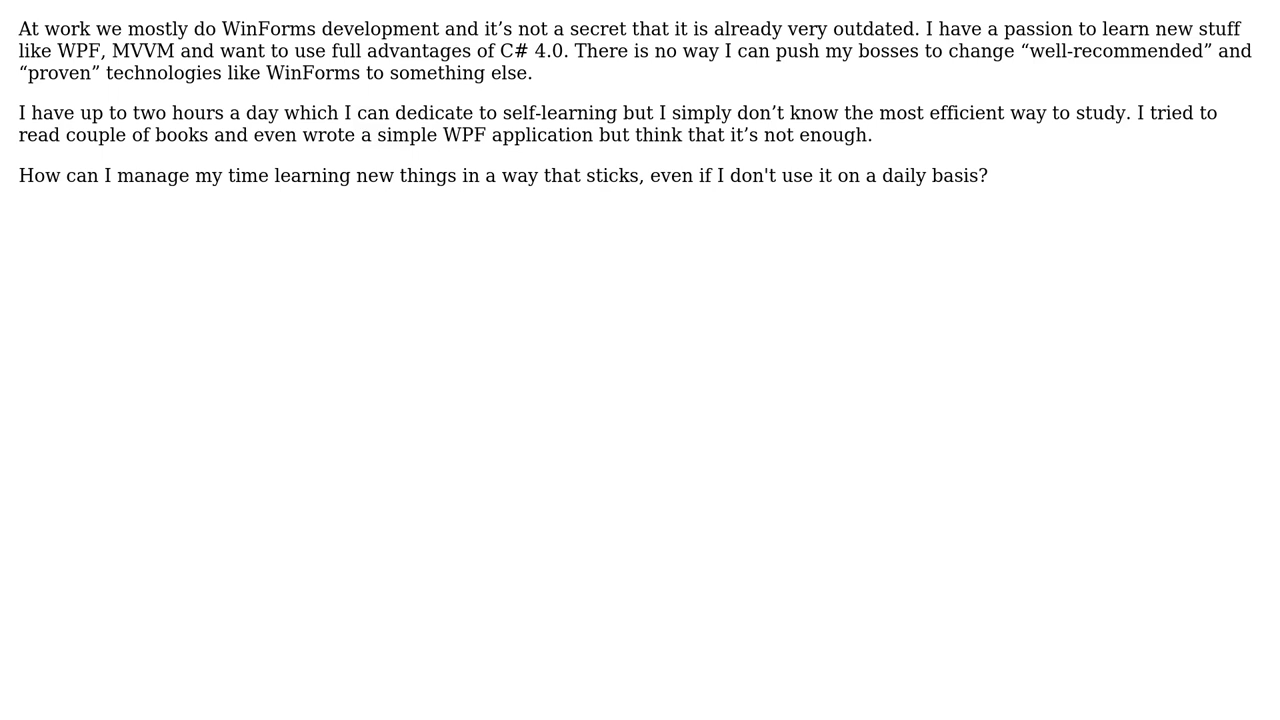 At work we mostly do WinForms development and it’s not a secret that it is already very outdated. I have a passion to learn new stuff
like WPF, MVVM and want to use full advantages of C# 4.0. There is no way I can push my bosses to change “well-recommended” and
“proven” technologies like WinForms to something else.
I have up to two hours a day which I can dedicate to self-learning but I simply don’t know the most efficient way to study. I tried to
read couple of books and even wrote a simple WPF application but think that it’s not enough.
How can I manage my time learning new things in a way that sticks, even if I don't use it on a daily basis?